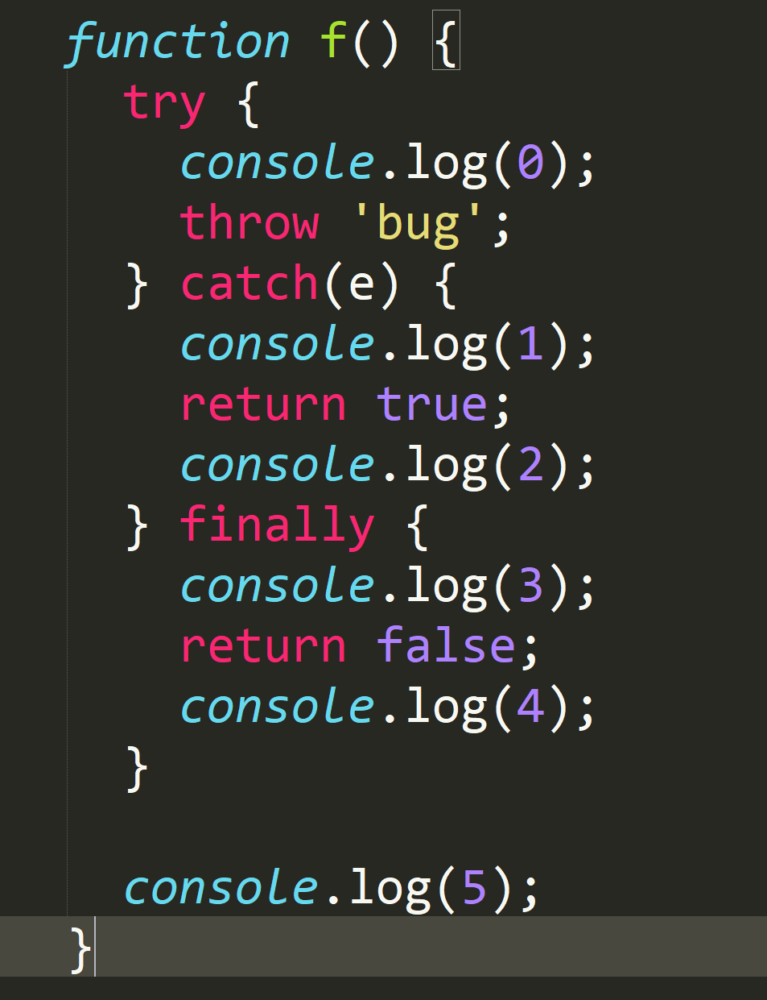 function f() {
  try {
    console.log(0);
    throw 'bug';
  } catch(e) {
    console.log(1);
    return true;
    console.log(2);
  } finally {
    console.log(3);
    return false;
    console.log(4);
  }

  console.log(5);
}